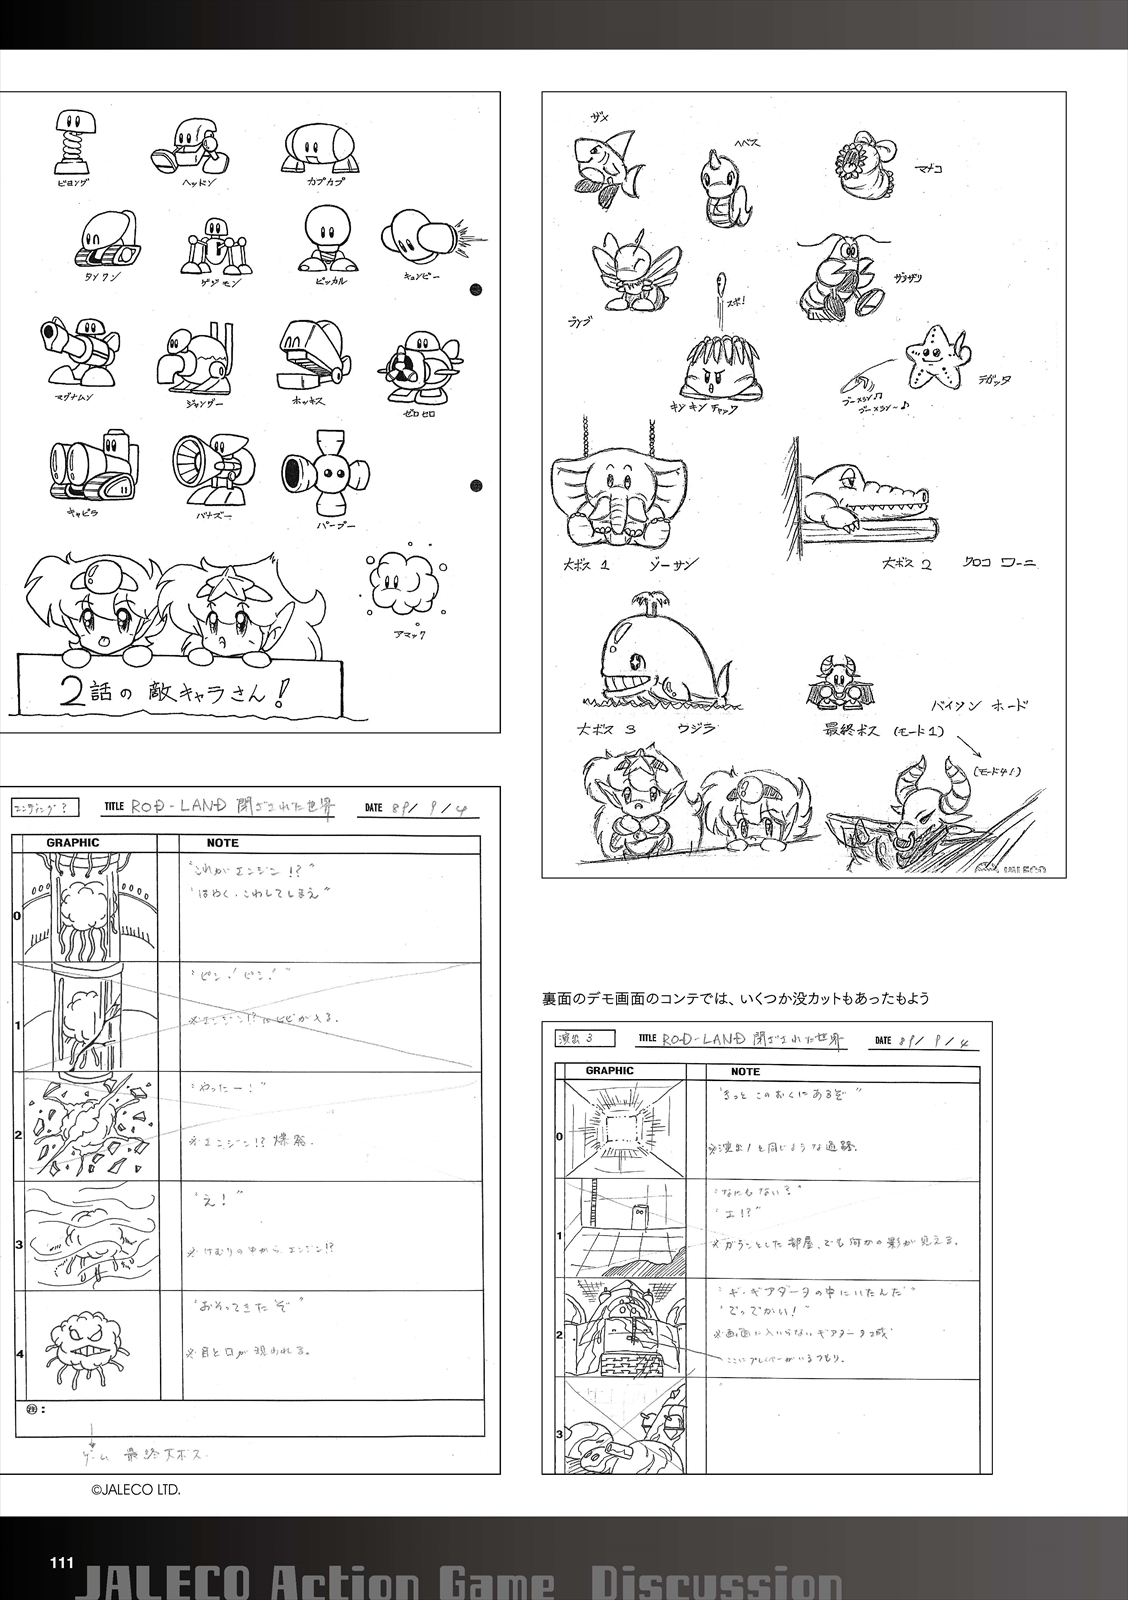 ピヨング
ヘッドン
カプカプ
タンクン
ゲジモン
ピッカル
キュンビー
マグナムン
ジャンダー
ホッキス
ゼロヒロ
キャピラ
バナズー
パープー
アマック
2話の 敵キャラさん!
ザメ
ヘベス
マナコ
ランプ
スポ!
ザンザリ
キンキンチャック
ブーメラン♫
ブーメラン〜♪
デガッタ
大ボス 1 ゾーサン
大ボス 2 クロコ ワーニ
大ボス 3 ウジラ
バイソン ホード
最終ボス (モード1)
(モード4!)
JALECO
エンディング?
TITLE ROD-LAND 閉ざされた世界
DATE 89/9/4
GRAPHIC
NOTE
0
"これが エンジン!?"
"はやく、こわしてしまえ"
1
"ピン!ピン!"
※エンジン!?にヒビが入る。
2
"やったー!"
※エンジン!? 爆発。
3
"え!"
※けむりの中から、エンジン!?
4
"おそってきたぞ"
※目と口が現われる。
ゲーム 最終大ボス.
©JALECO LTD.
裏面のデモ画面のコンテでは、いくつか没カットもあったもよう
演出 3
TITLE ROD-LAND 閉ざされた世界
DATE 89/9/4
GRAPHIC
NOTE
0
"きっと このおくにあるぞ"
※演出1と同じような通路.
1
"なにもない?"
"エ!?"
※ガランとした部屋、でも何かの影が見える。
2
"ギ・ギアダータの中にいたんだ"
"でっでかい!"
※画面に入いらないギアダータ2成
ここにプレイヤーがいるつもり.
3
111
JALECO Action Game Discussion